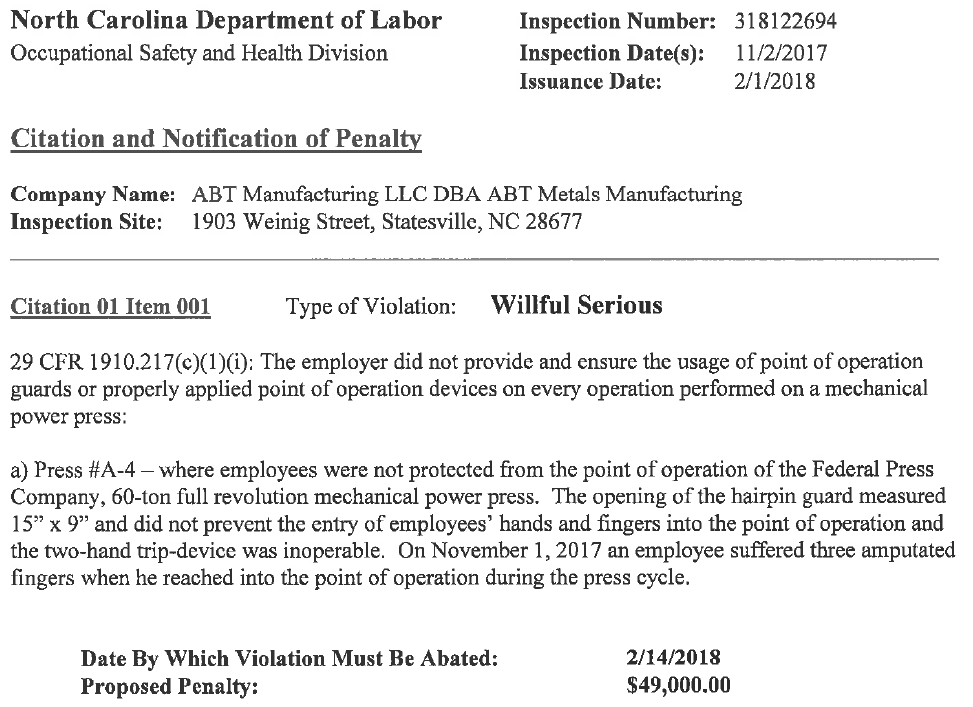 North Carolina Department of Labor
Occupational Safety and Health Division
Inspection Number: 318122694
Inspection Date(s): 11/2/2017
Issuance Date: 2/1/2018
Citation and Notification of Penalty
Company Name: ABT Manufacturing LLC DBA ABT Metals Manufacturing
Inspection Site: 1903 Weinig Street, Statesville, NC 28677
Citation 01 Item 001 Type of Violation: Willful Serious
29 CFR 1910.217(c)(1)(i): The employer did not provide and ensure the usage of point of operation
guards or properly applied point of operation devices on every operation performed on a mechanical
power press:
a) Press #A-4 – where employees were not protected from the point of operation of the Federal Press
Company, 60-ton full revolution mechanical power press. The opening of the hairpin guard measured
15” x 9” and did not prevent the entry of employees’ hands and fingers into the point of operation and
the two-hand trip-device was inoperable. On November 1, 2017 an employee suffered three amputated
fingers when he reached into the point of operation during the press cycle.
Date By Which Violation Must Be Abated: 2/14/2018
Proposed Penalty: $49,000.00